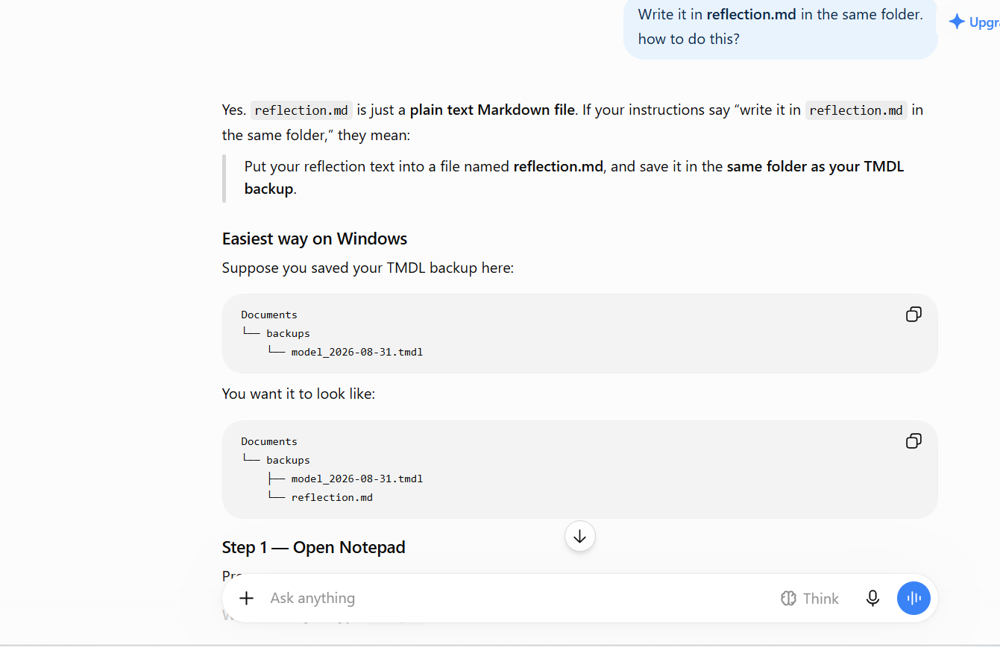 Write it in reflection.md in the same folder.
how to do this?
Upgr
Yes. reflection.md is just a plain text Markdown file. If your instructions say “write it in reflection.md in
the same folder,” they mean:
Put your reflection text into a file named reflection.md, and save it in the same folder as your TMDL
backup.
Easiest way on Windows
Suppose you saved your TMDL backup here:
Documents
└── backups
    └── model_2026-08-31.tmdl
You want it to look like:
Documents
└── backups
    ├── model_2026-08-31.tmdl
    └── reflection.md
Step 1 — Open Notepad
Ask anything
Think